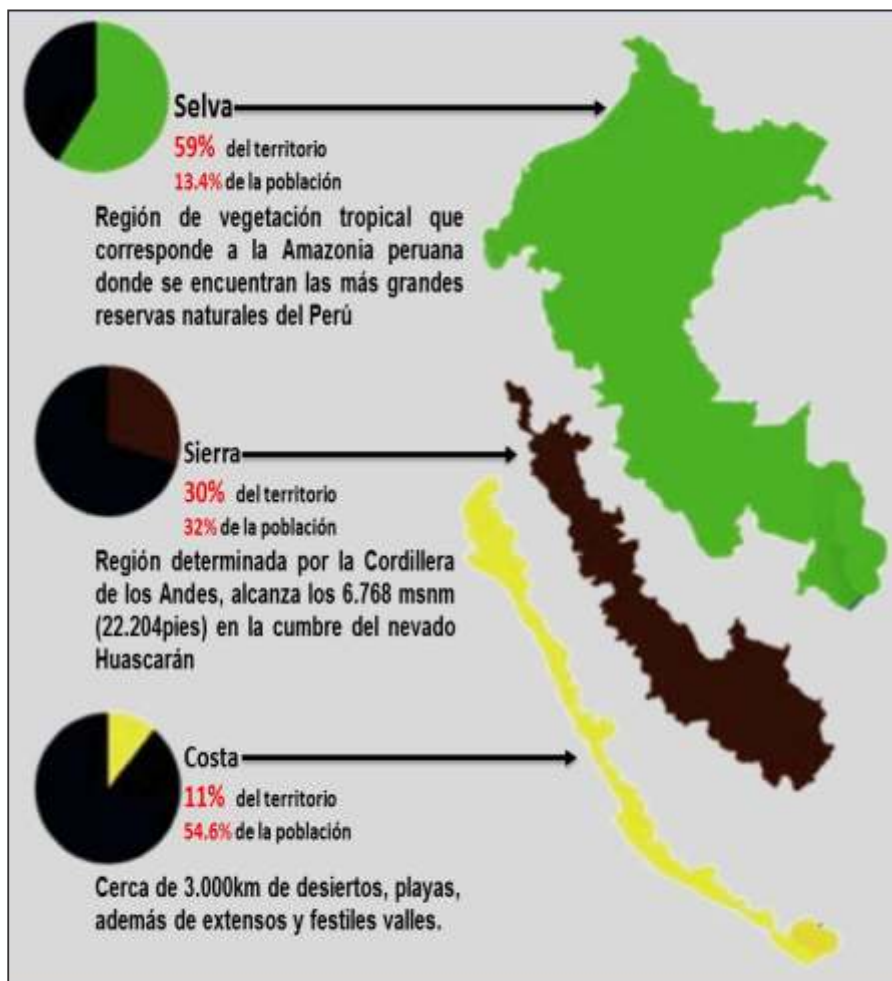 Selva
59% del territorio
13.4% de la población
Región de vegetación tropical que
corresponde a la Amazonia peruana
donde se encuentran las más grandes
reservas naturales del Perú
Sierra
30% del territorio
32% de la población
Región determinada por la Cordillera
de los Andes, alcanza los 6.768 msnm
(22.204pies) en la cumbre del nevado
Huascarán
Costa
11% del territorio
54.6% de la población
Cerca de 3.000km de desiertos, playas,
además de extensos y festiles valles.